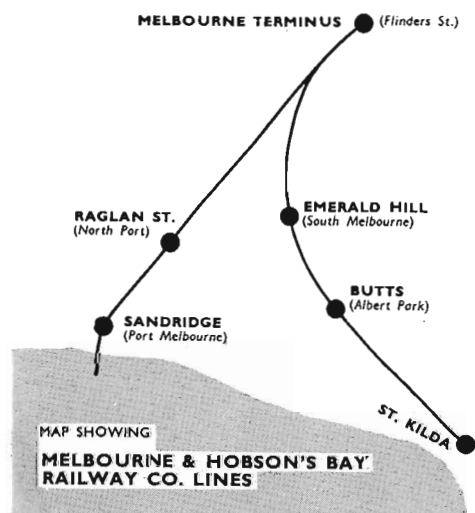 MELBOURNE TERMINUS (Flinders St.)
EMERALD HILL
(South Melbourne)
RAGLAN ST.
(North Port)
BUTTS
(Albert Park)
SANDRIDGE
(Port Melbourne)
ST. KILDA
MAP SHOWING
MELBOURNE & HOBSON'S BAY
RAILWAY CO. LINES